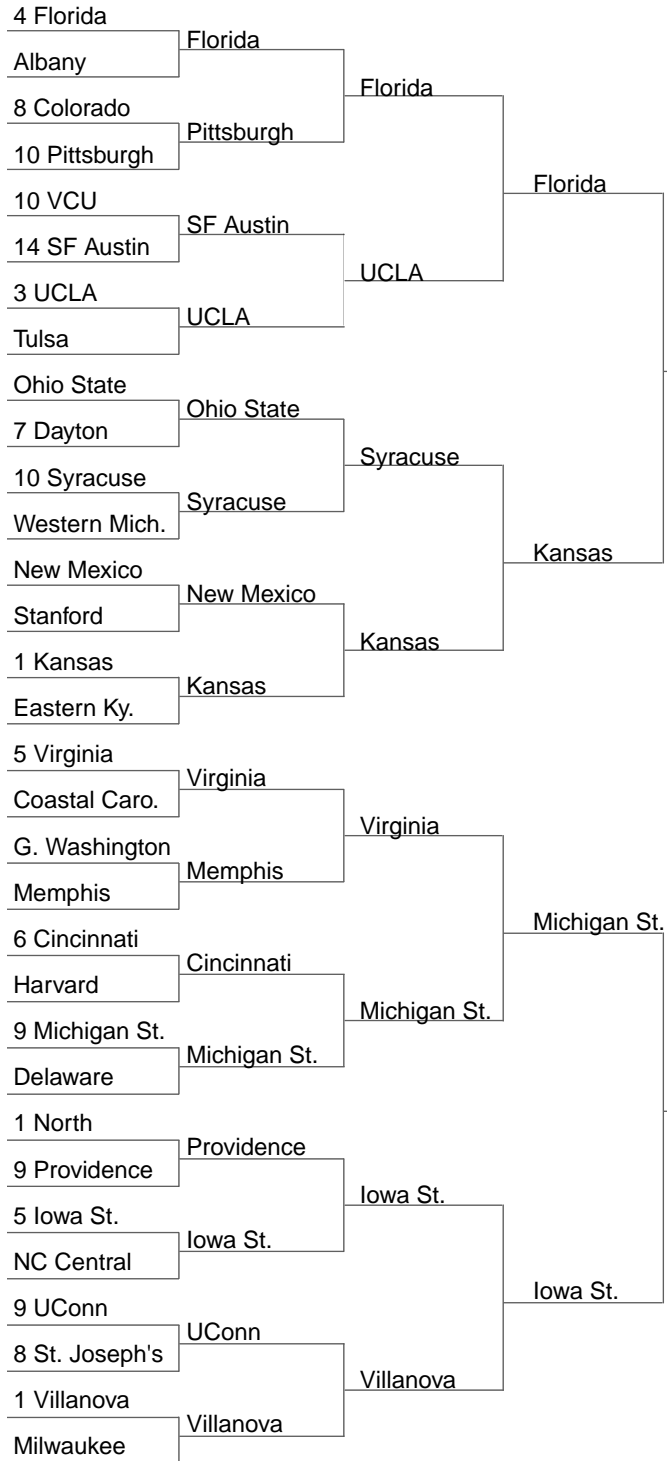 4 Florida
Albany
8 Colorado
10 Pittsburgh
10 VCU
14 SF Austin
3 UCLA
Tulsa
Ohio State
7 Dayton
10 Syracuse
Western Mich.
New Mexico
Stanford
1 Kansas
Eastern Ky.
5 Virginia
Coastal Caro.
G. Washington
Memphis
6 Cincinnati
Harvard
9 Michigan St.
Delaware
1 North
9 Providence
5 Iowa St.
NC Central
9 UConn
8 St. Joseph's
1 Villanova
Milwaukee
Florida
Pittsburgh
SF Austin
UCLA
Ohio State
Syracuse
New Mexico
Kansas
Virginia
Memphis
Cincinnati
Michigan St.
Providence
Iowa St.
UConn
Villanova
Florida
UCLA
Syracuse
Kansas
Virginia
Michigan St.
Iowa St.
Villanova
Florida
Kansas
Michigan St.
Iowa St.